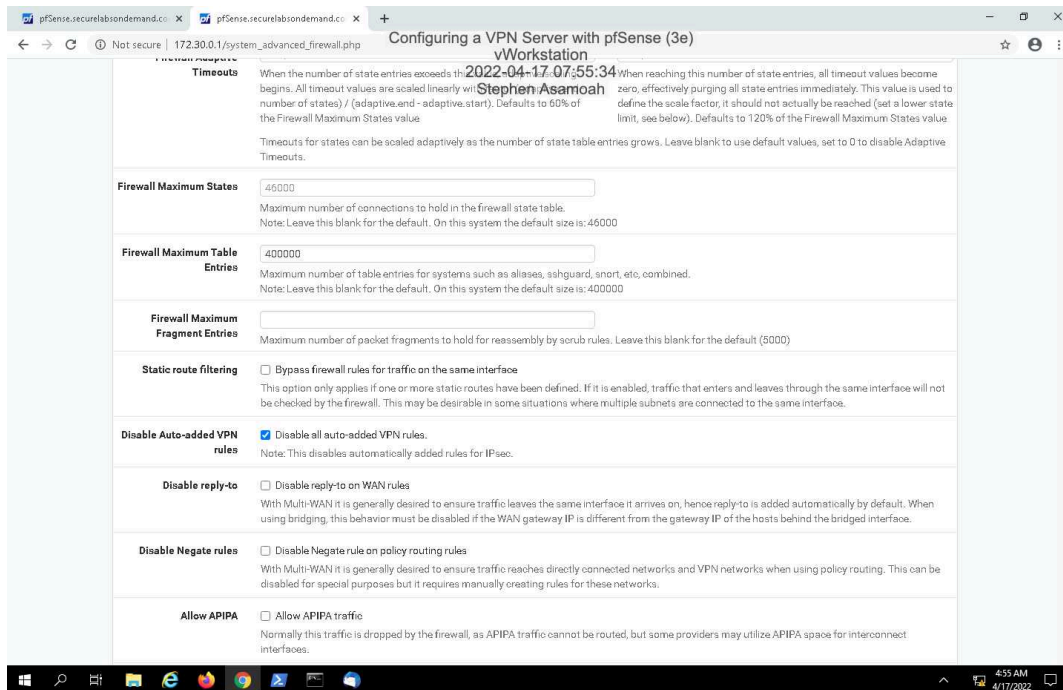 pfSense.securelabsondemand.co
pfSense.securelabsondemand.co
Not secure | 172.30.0.1/system_advanced_firewall.php
Configuring a VPN Server with pfSense (3e)
vWorkstation
2022-04-17 07:55:34
Stephen Asamoah
Firewall Adaptive
Timeouts
When the number of state entries exceeds this
begins. All timeout values are scaled linearly
number of states) / (adaptive.end - adaptive.start). Defaults to 60% of
the Firewall Maximum States value
When reaching this number of state entries, all timeout values become
zero, effectively purging all state entries immediately. This value is used to
define the scale factor, it should not actually be reached (set a lower state
limit, see below). Defaults to 120% of the Firewall Maximum States value
Timeouts for states can be scaled adaptively as the number of state table entries grows. Leave blank to use default values, set to 0 to disable Adaptive
Timeouts.
Firewall Maximum States
46000
Maximum number of connections to hold in the firewall state table.
Note: Leave this blank for the default. On this system the default size is: 46000
Firewall Maximum Table
Entries
400000
Maximum number of table entries for systems such as aliases, sshguard, snort, etc, combined.
Note: Leave this blank for the default. On this system the default size is: 400000
Firewall Maximum
Fragment Entries
Maximum number of packet fragments to hold for reassembly by scrub rules. Leave this blank for the default (5000)
Static route filtering
Bypass firewall rules for traffic on the same interface
This option only applies if one or more static routes have been defined. If it is enabled, traffic that enters and leaves through the same interface will not
be checked by the firewall. This may be desirable in some situations where multiple subnets are connected to the same interface.
Disable Auto-added VPN
rules
Disable all auto-added VPN rules.
Note: This disables automatically added rules for IPsec.
Disable reply-to
Disable reply-to on WAN rules
With Multi-WAN it is generally desired to ensure traffic leaves the same interface it arrives on, hence reply-to is added automatically by default. When
using bridging, this behavior must be disabled if the WAN gateway IP is different from the gateway IP of the hosts behind the bridged interface.
Disable Negate rules
Disable Negate rule on policy routing rules
With Multi-WAN it is generally desired to ensure traffic reaches directly connected networks and VPN networks when using policy routing. This can be
disabled for special purposes but it requires manually creating rules for these networks.
Allow APIPA
Allow APIPA traffic
Normally this traffic is dropped by the firewall, as APIPA traffic cannot be routed, but some providers may utilize APIPA space for interconnect
interfaces.
4:55 AM
4/17/2022